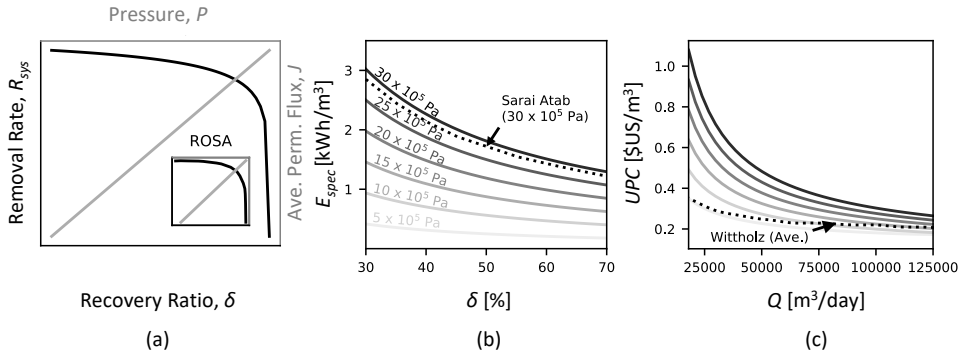 Pressure, P
Removal Rate, R_sys
Ave. Perm. Flux, J
ROSA
Recovery Ratio, δ
(a)
E_spec [kWh/m³]
3
2
1
30 x 10⁵ Pa
25 x 10⁵ Pa
20 x 10⁵ Pa
15 x 10⁵ Pa
10 x 10⁵ Pa
5 x 10⁵ Pa
Sarai Atab
(30 x 10⁵ Pa)
30 40 50 60 70
δ [%]
(b)
UPC [$US/m³]
1.0
0.8
0.6
0.4
0.2
Wittholz (Ave.)
25000 50000 75000 100000 125000
Q [m³/day]
(c)